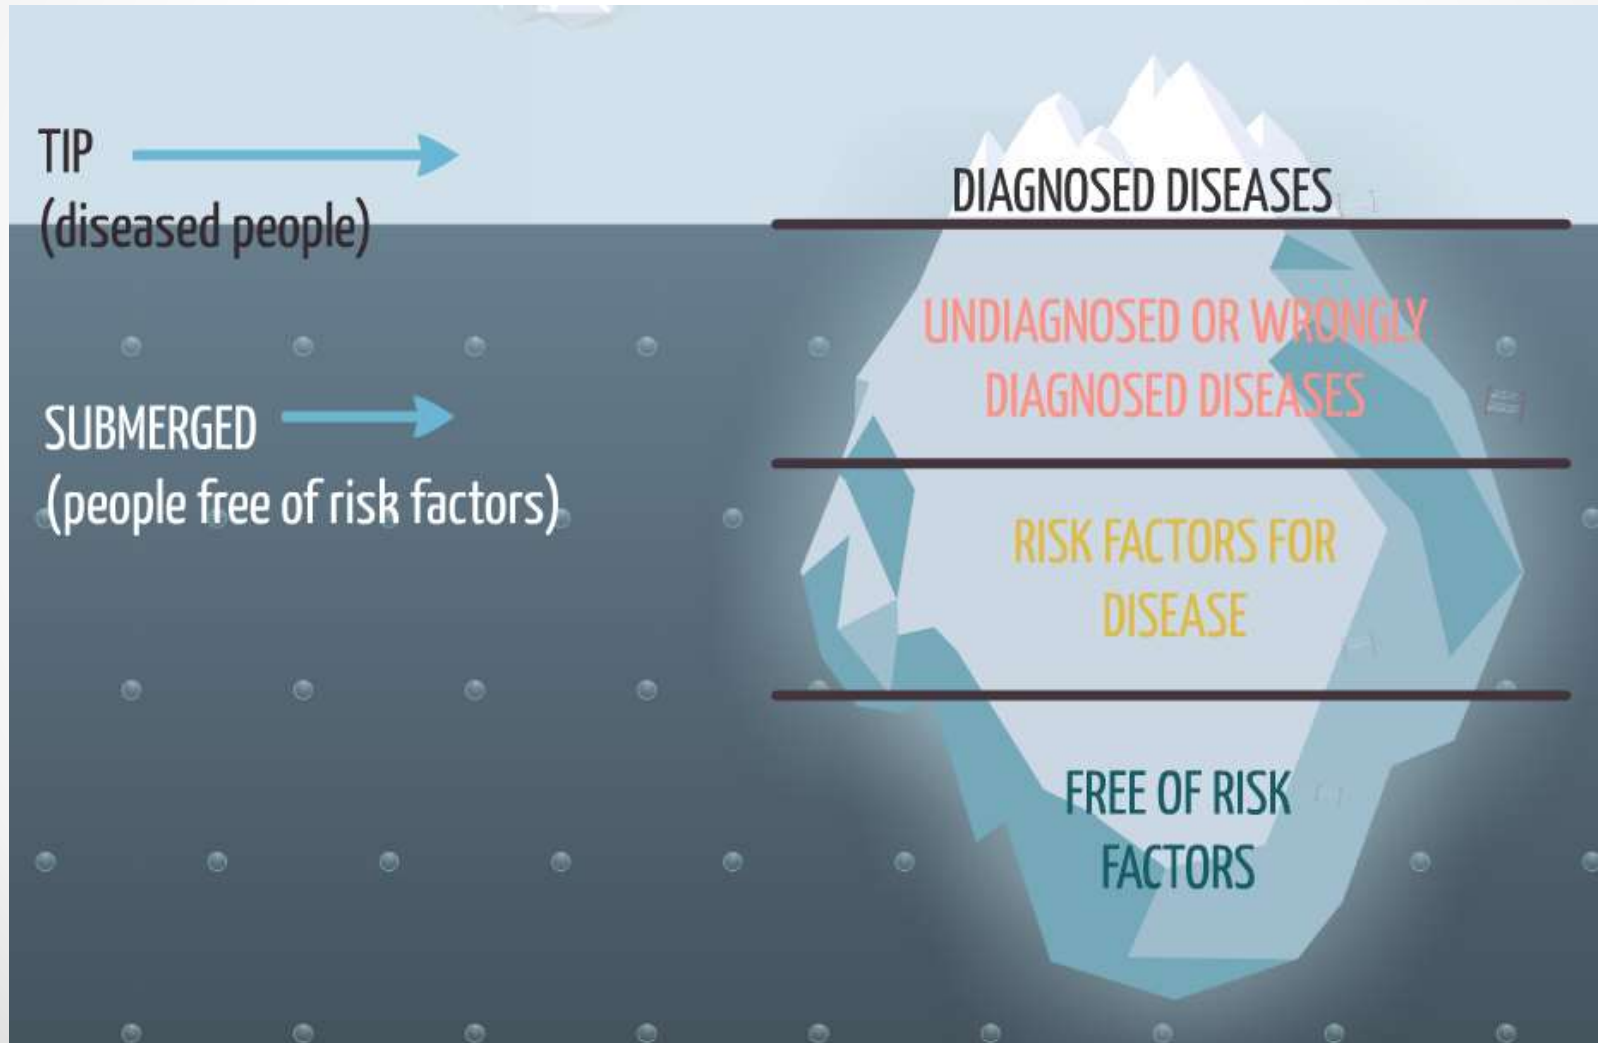 TIP
(diseased people)
SUBMERGED
(people free of risk factors)
DIAGNOSED DISEASES
UNDIAGNOSED OR WRONGLY
DIAGNOSED DISEASES
RISK FACTORS FOR
DISEASE
FREE OF RISK
FACTORS